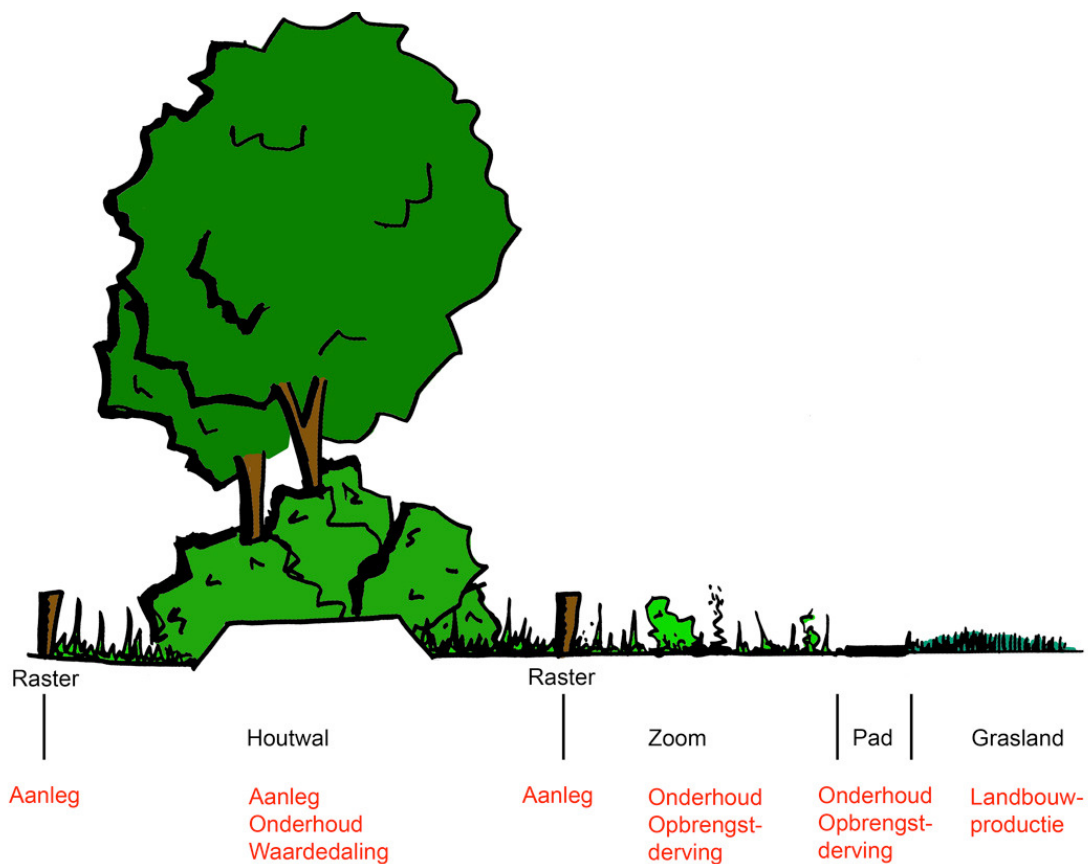 Raster
Raster
Houtwal
Zoom
Pad
Grasland
Aanleg
Aanleg
Onderhoud
Waardedaling
Aanleg
Onderhoud
Opbrengst-
derving
Onderhoud
Opbrengst-
derving
Landbouw-
productie